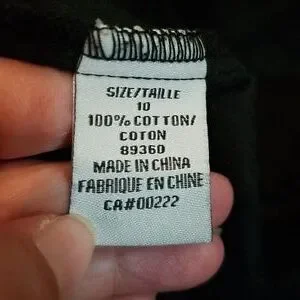 SIZE/TAILLE
10
100% COTTON/
COTON
89360
MADE IN CHINA
FABRIQUE EN CHINE
CA#00222